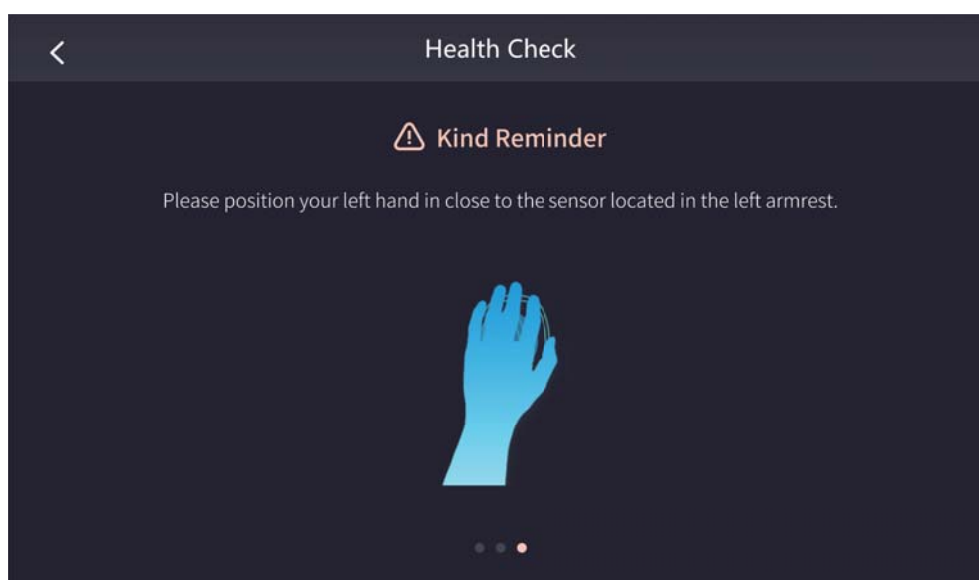 Health Check
Kind Reminder
Please position your left hand in close to the sensor located in the left armrest.